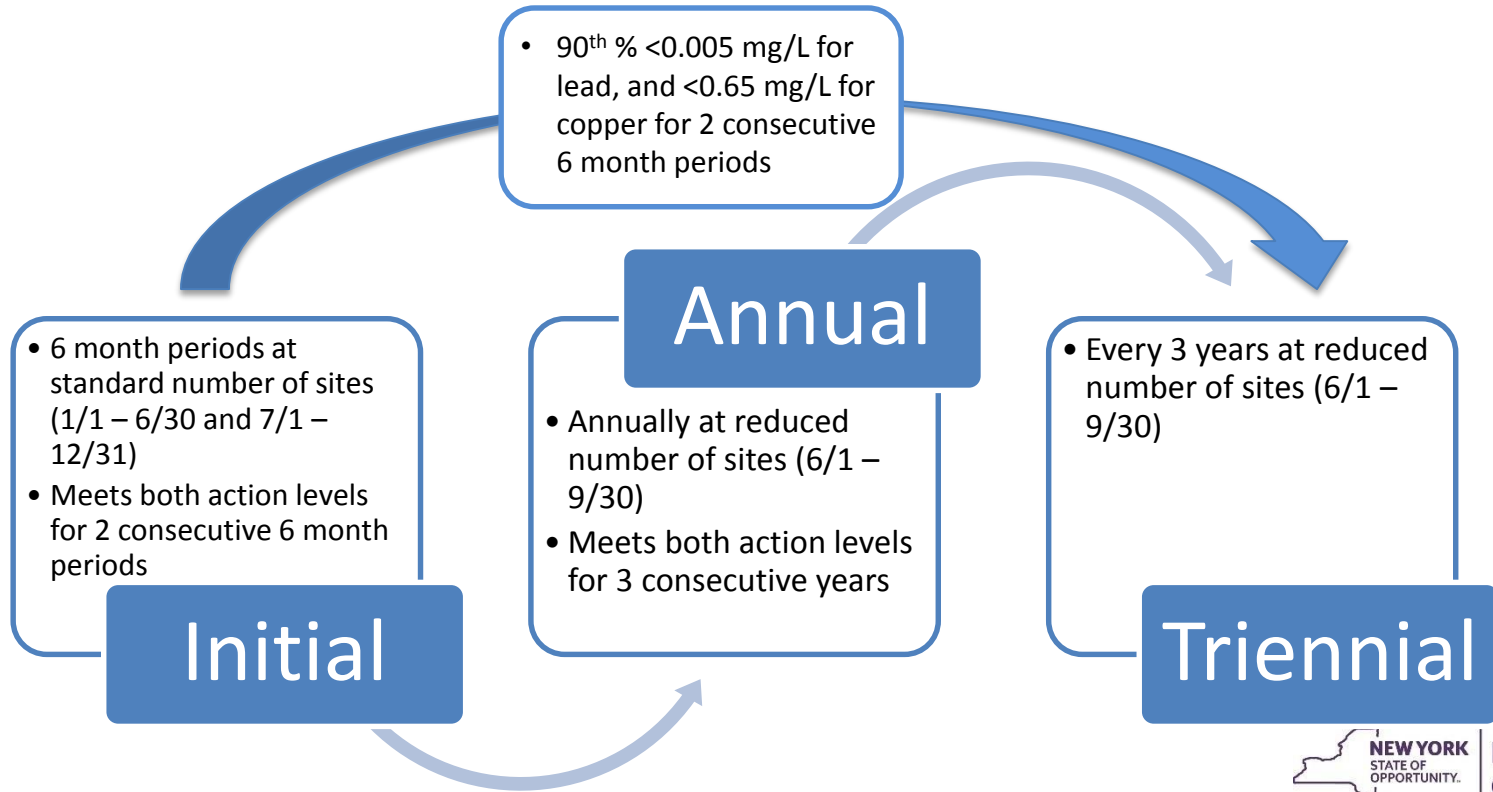 • 90th % <0.005 mg/L for
lead, and <0.65 mg/L for
copper for 2 consecutive
6 month periods
• 6 month periods at
standard number of sites
(1/1 – 6/30 and 7/1 –
12/31)
• Meets both action levels
for 2 consecutive 6 month
periods
Initial
Annual
• Annually at reduced
number of sites (6/1 –
9/30)
• Meets both action levels
for 3 consecutive years
• Every 3 years at reduced
number of sites (6/1 –
9/30)
Triennial
NEW YORK
STATE OF
OPPORTUNITY™